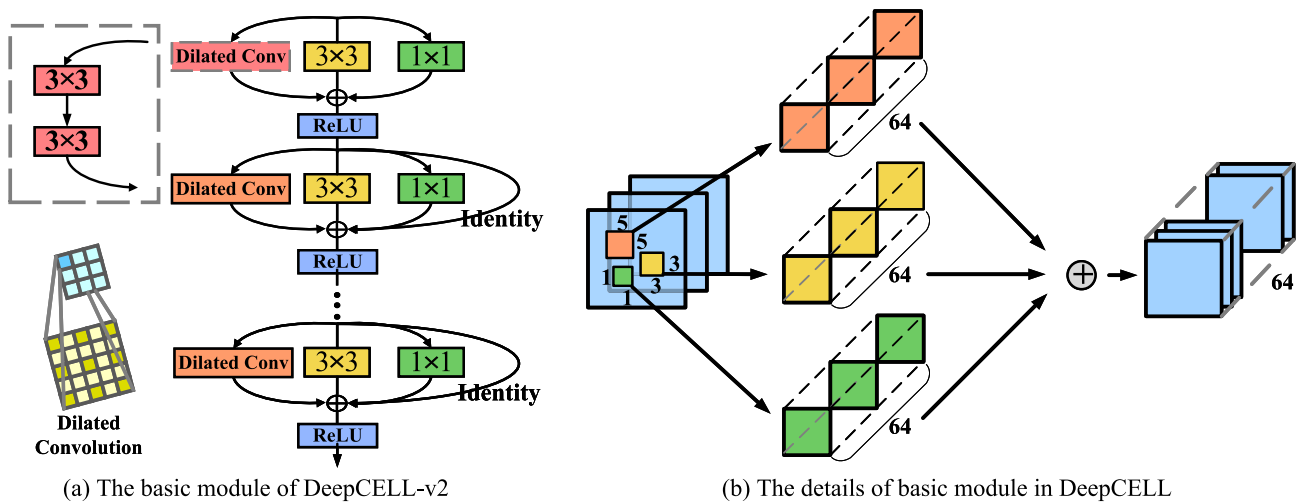 3×3
3×3
Dilated Conv
3×3
1×1
ReLU
Dilated Conv
3×3
1×1
Identity
ReLU
Dilated Conv
3×3
1×1
Identity
ReLU
Dilated
Convolution
(a) The basic module of DeepCELL-v2
5
5
3
3
1
1
64
64
64
64
(b) The details of basic module in DeepCELL